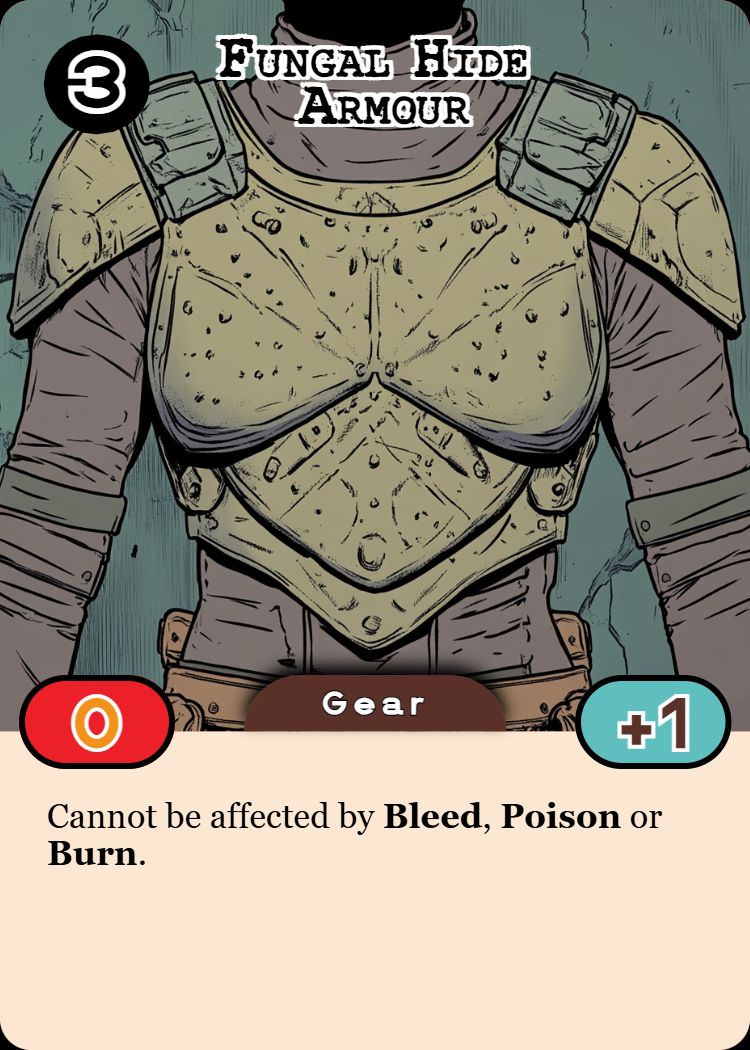 3
Fungal Hide
Armour
Gear
0
+1
Cannot be affected by Bleed, Poison or
Burn.